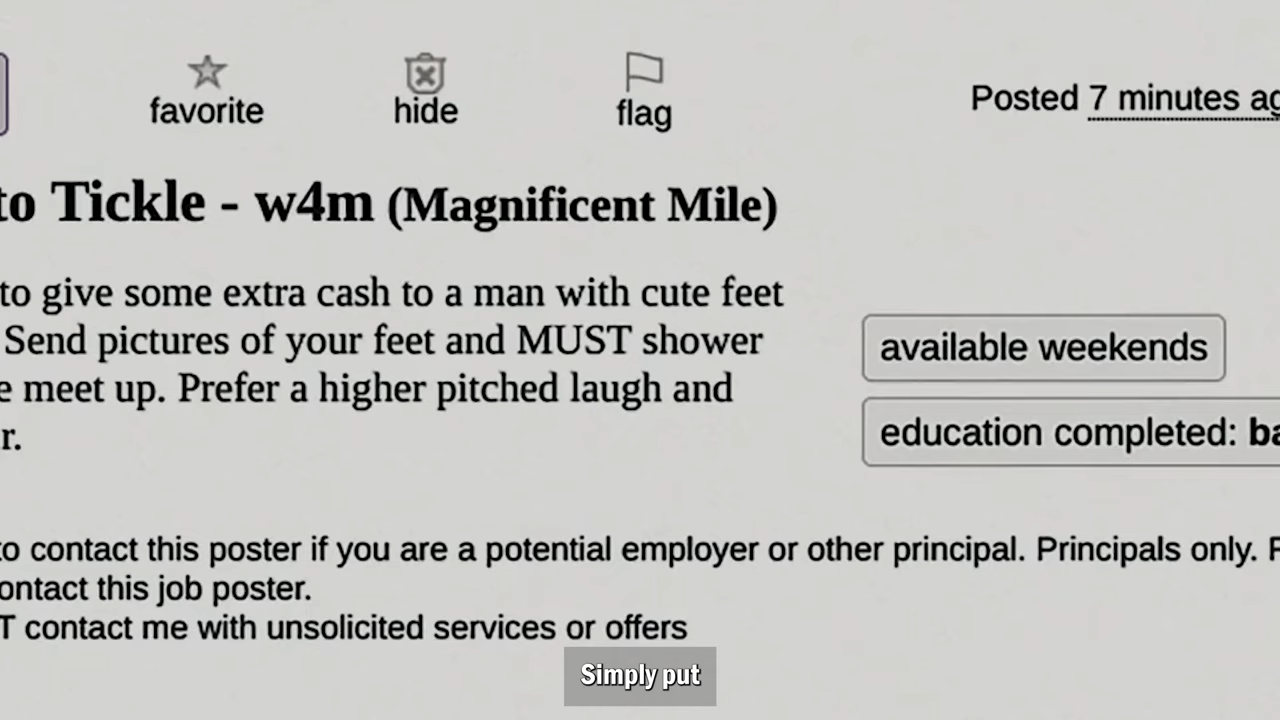 favorite
hide
flag
Posted 7 minutes ag
to Tickle - w4m (Magnificent Mile)
to give some extra cash to a man with cute feet
Send pictures of your feet and MUST shower
e meet up. Prefer a higher pitched laugh and
r.
available weekends
education completed: ba
to contact this poster if you are a potential employer or other principal. Principals only. F
ontact this job poster.
T contact me with unsolicited services or offers
Simply put